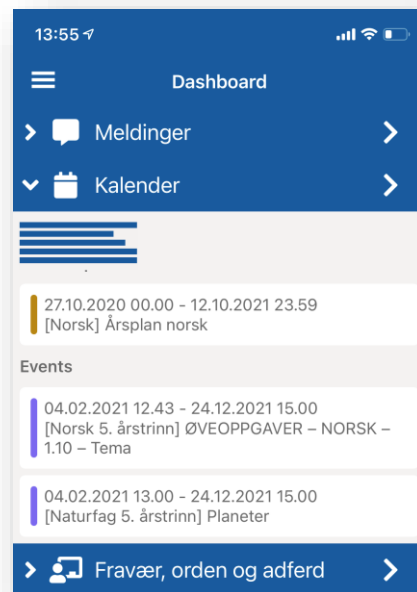 13:55
Dashboard
Meldinger
Kalender
27.10.2020 00.00 - 12.10.2021 23.59
[Norsk] Årsplan norsk
Events
04.02.2021 12.43 - 24.12.2021 15.00
[Norsk 5. årstrinn] ØVEOPPGAVER – NORSK –
1.10 – Tema
04.02.2021 13.00 - 24.12.2021 15.00
[Naturfag 5. årstrinn] Planeter
Fravær, orden og adferd